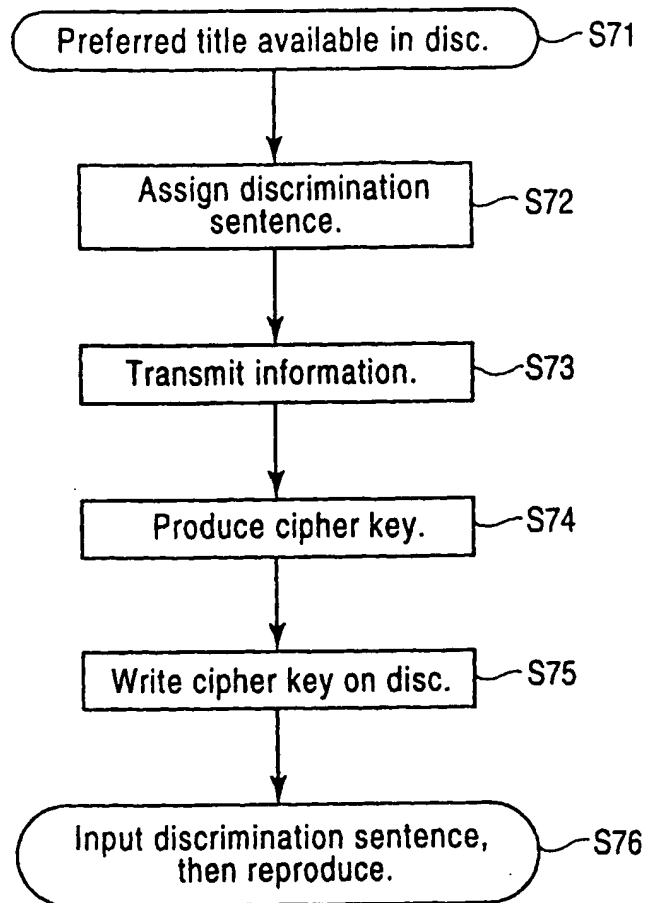 Preferred title available in disc.
S71
Assign discrimination
sentence.
S72
Transmit information.
S73
Produce cipher key.
S74
Write cipher key on disc.
S75
Input discrimination sentence,
then reproduce.
S76